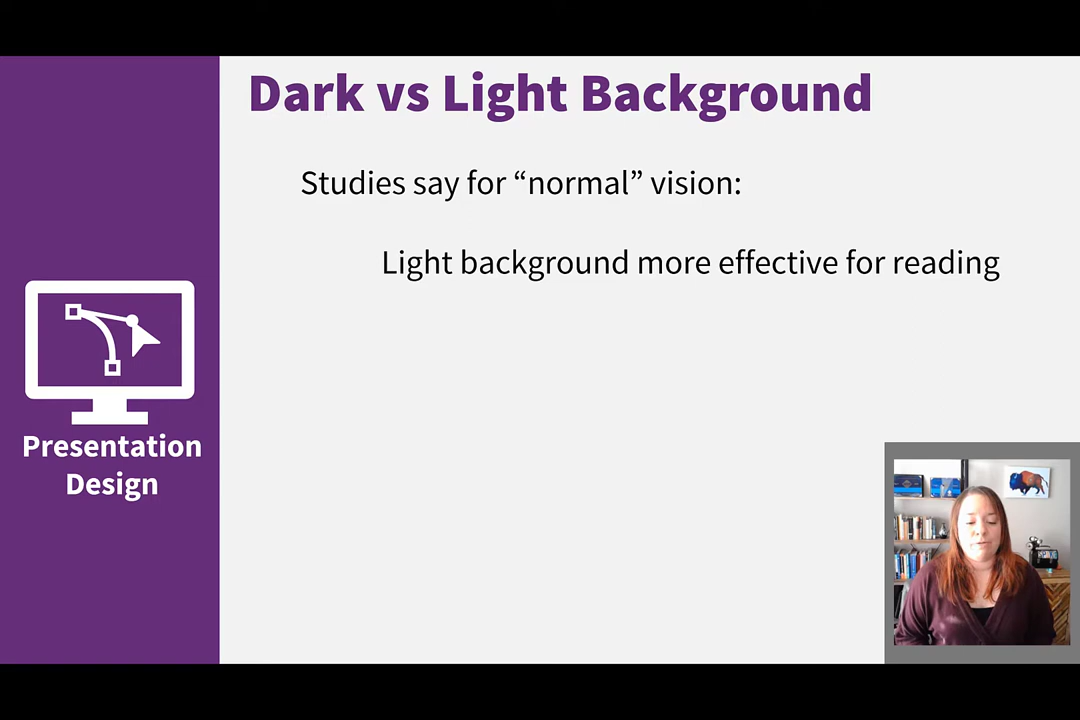 Dark vs Light Background
Studies say for “normal” vision:
Light background more effective for reading
Presentation
Design